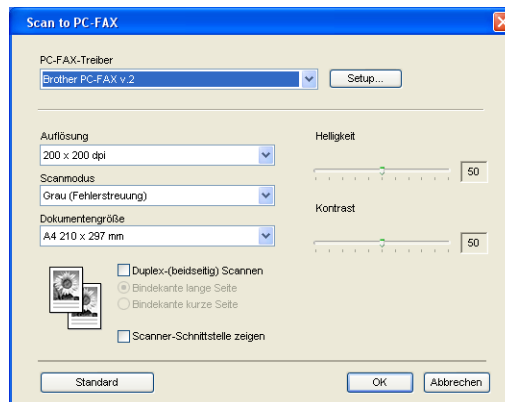 Scan to PC-FAX
PC-FAX-Treiber
Brother PC-FAX v.2
Setup...
Auflösung
200 x 200 dpi
Scanmodus
Grau (Fehlerstreuung)
Dokumentengröße
A4 210 x 297 mm
Helligkeit
50
Kontrast
50
Duplex-(beidseitig) Scannen
Bindekante lange Seite
Bindekante kurze Seite
Scanner-Schnittstelle zeigen
Standard
OK
Abbrechen